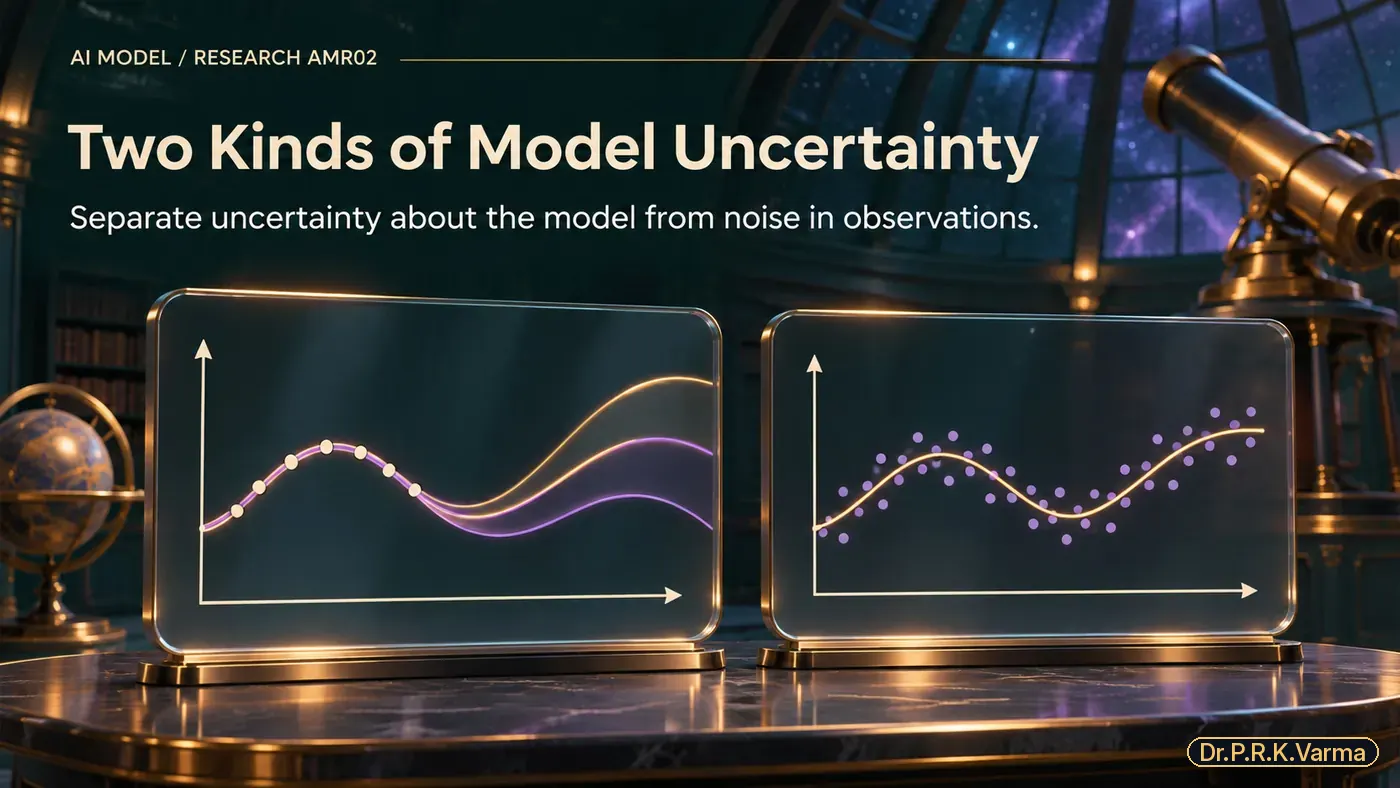 AI MODEL / RESEARCH AMR02
Two Kinds of Model Uncertainty
Separate uncertainty about the model from noise in observations.
Dr.P.R.K.Varma